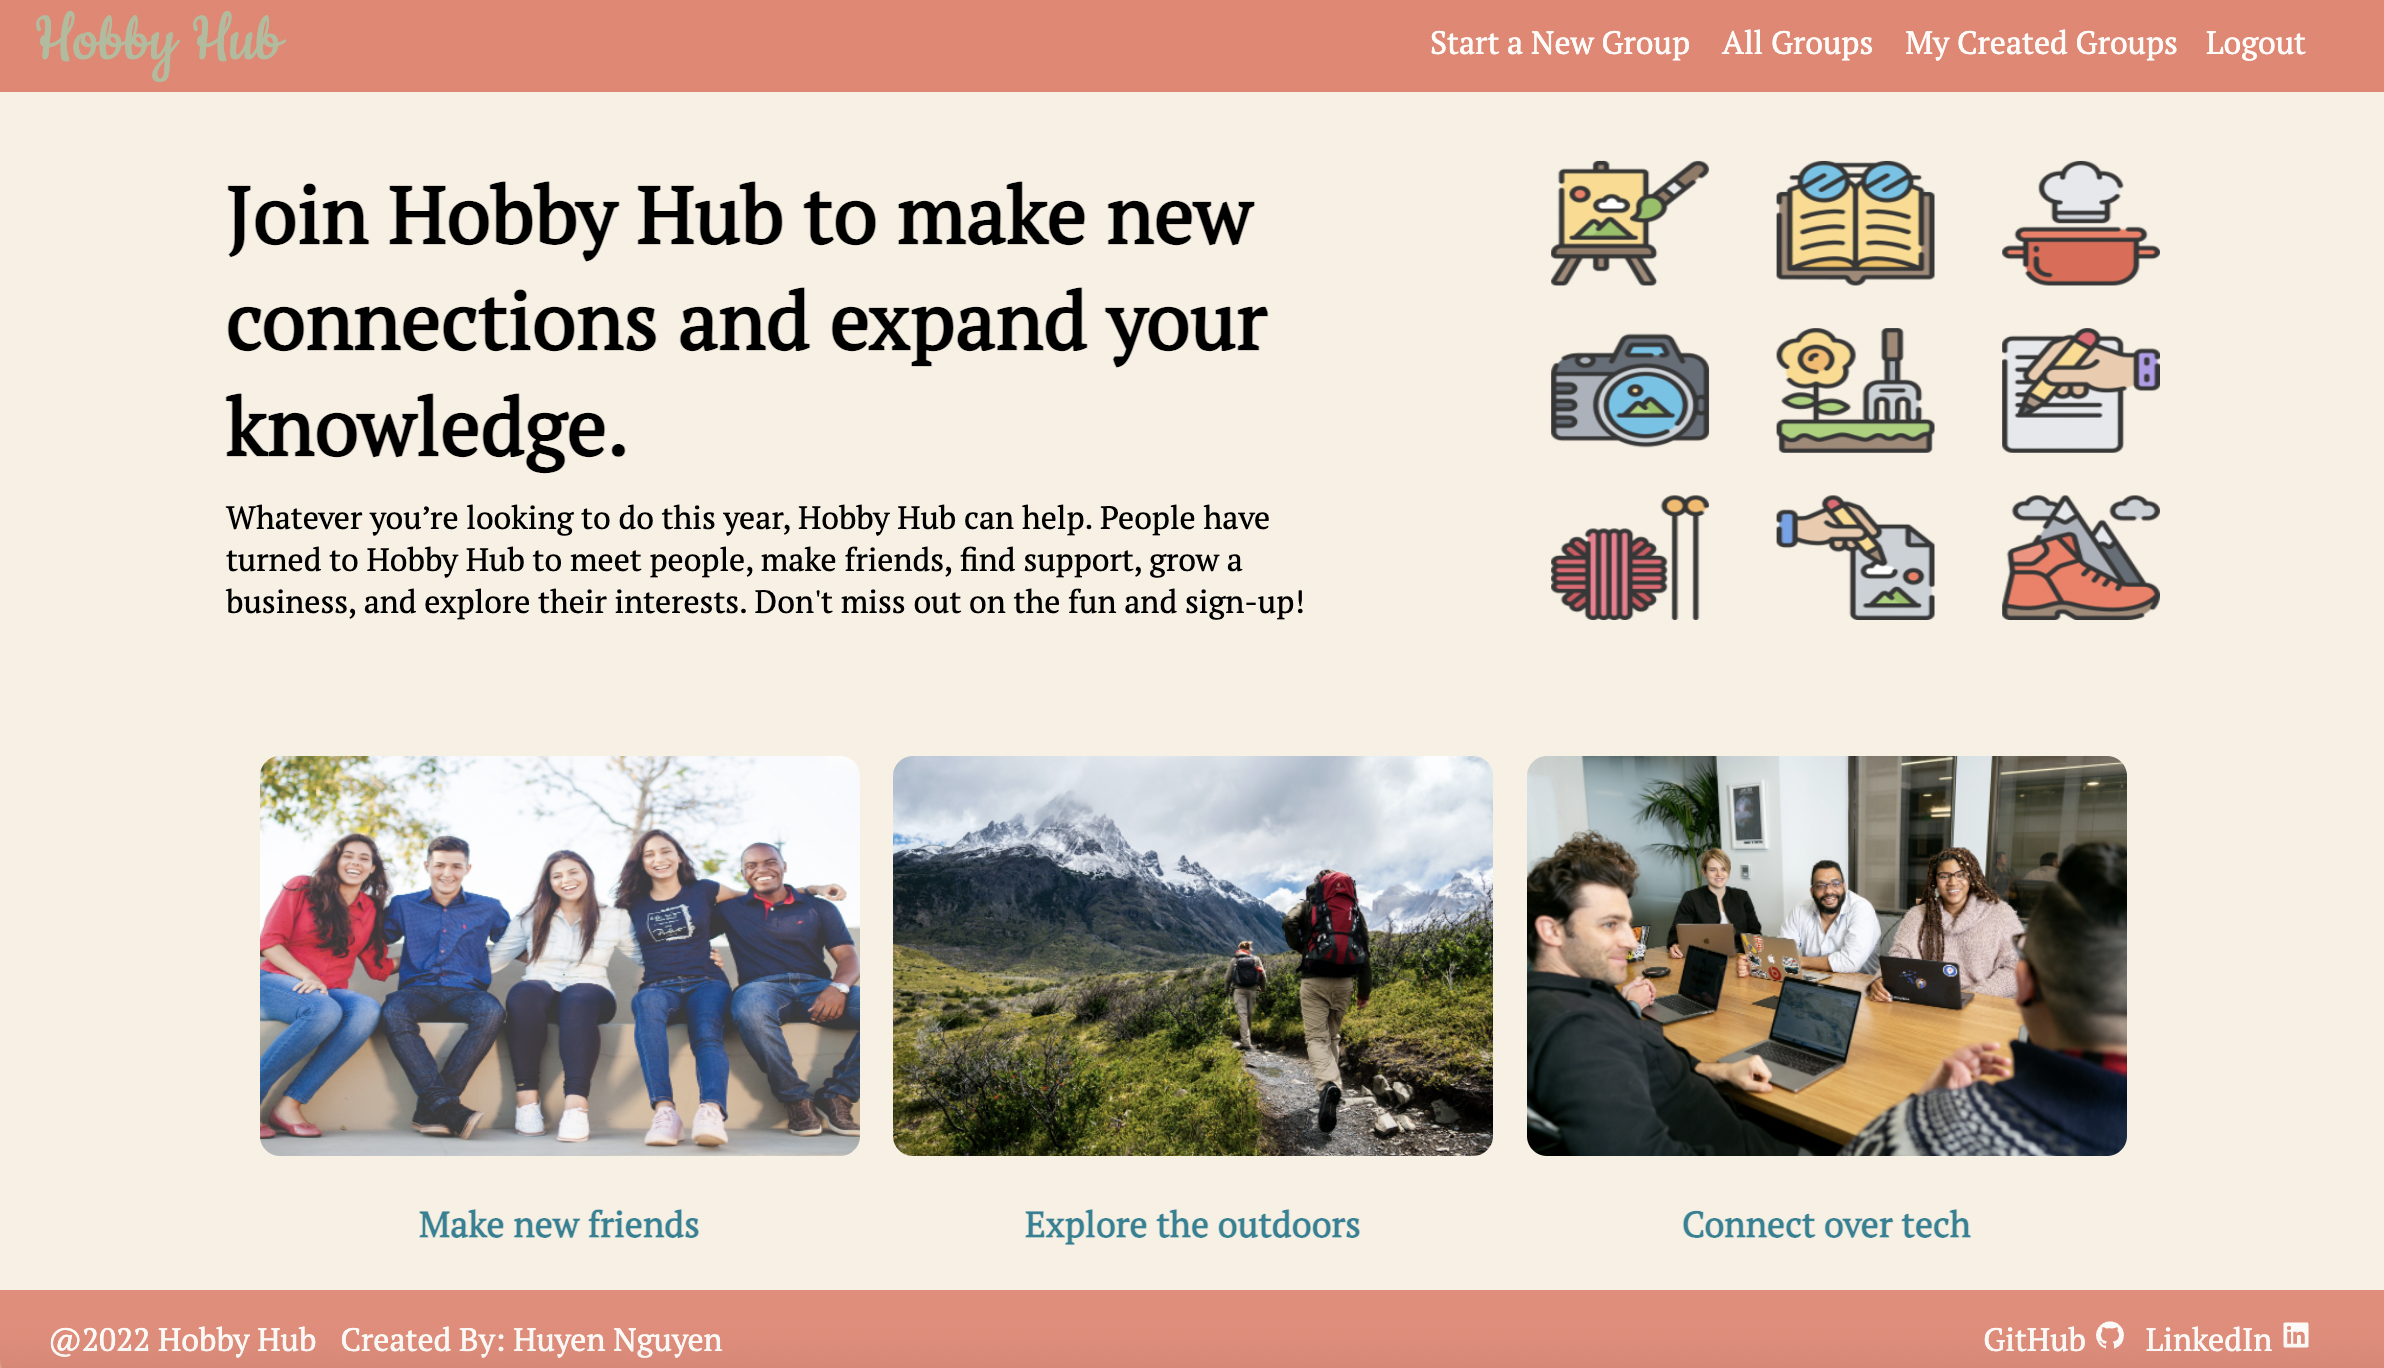 Hobby Hub
Start a New Group All Groups My Created Groups Logout
Join Hobby Hub to make new
connections and expand your
knowledge.
Whatever you’re looking to do this year, Hobby Hub can help. People have
turned to Hobby Hub to meet people, make friends, find support, grow a
business, and explore their interests. Don't miss out on the fun and sign-up!
Make new friends
Explore the outdoors
Connect over tech
@2022 Hobby Hub Created By: Huyen Nguyen
GitHub LinkedIn